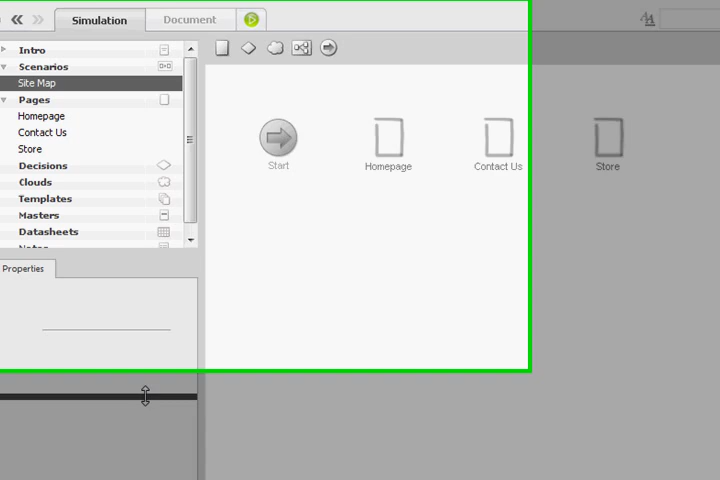 Simulation
Document
Intro
Scenarios
Site Map
Pages
Homepage
Contact Us
Store
Decisions
Clouds
Templates
Masters
Datasheets
Notes
Properties
Start
Homepage
Contact Us
Store